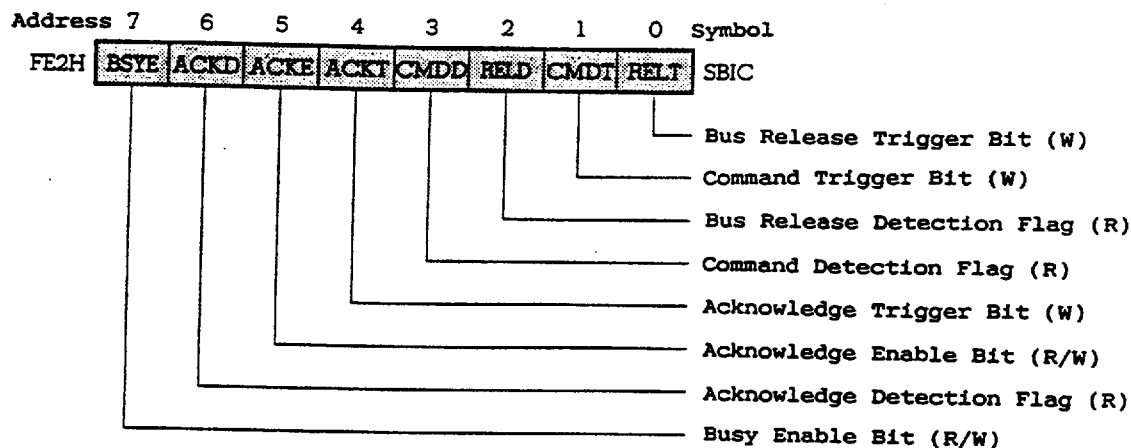 Address 7 6 5 4 3 2 1 0 Symbol
FE2H BSYE ACKD ACKE ACKT CMDD RELD CMDT RELT SBIC
Bus Release Trigger Bit (W)
Command Trigger Bit (W)
Bus Release Detection Flag (R)
Command Detection Flag (R)
Acknowledge Trigger Bit (W)
Acknowledge Enable Bit (R/W)
Acknowledge Detection Flag (R)
Busy Enable Bit (R/W)